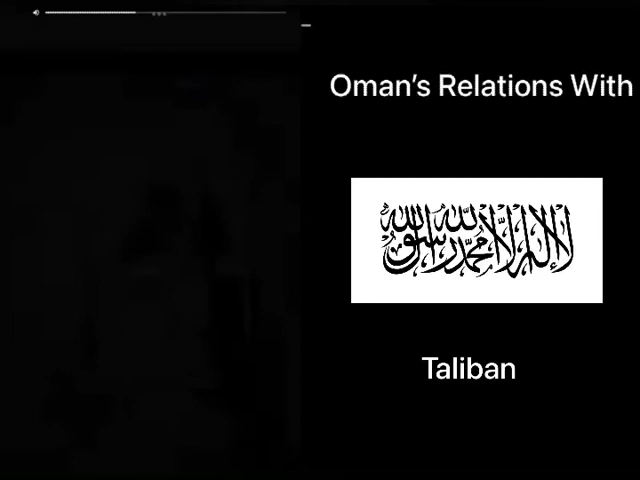 Oman's Relations With
لا إله إلا الله محمد رسول الله
Taliban